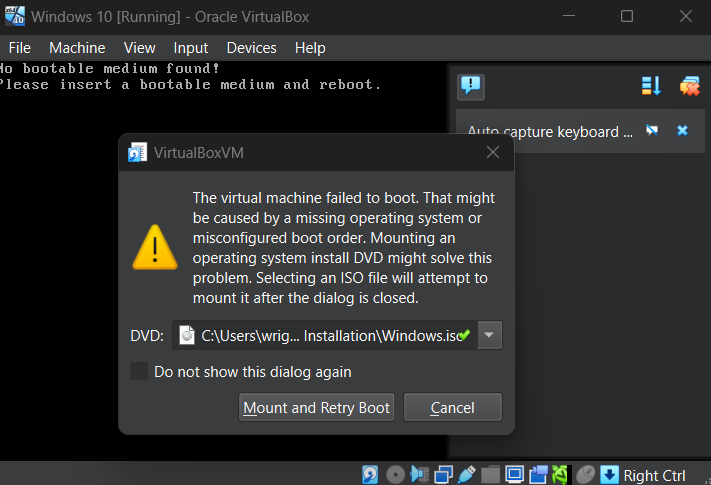 Windows 10 [Running] - Oracle VirtualBox
File Machine View Input Devices Help
No bootable medium found!
Please insert a bootable medium and reboot.
Auto capture keyboard ...
VirtualBoxVM
The virtual machine failed to boot. That might
be caused by a missing operating system or
misconfigured boot order. Mounting an
operating system install DVD might solve this
problem. Selecting an ISO file will attempt to
mount it after the dialog is closed.
DVD: C:\Users\wrig... Installation\Windows.iso
Do not show this dialog again
Mount and Retry Boot Cancel
Right Ctrl